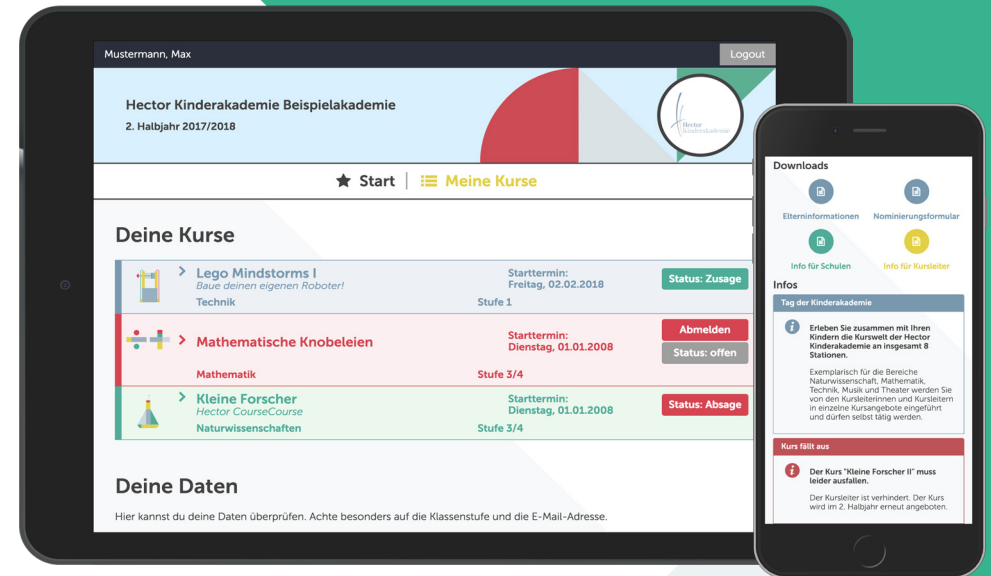 Mustermann, Max
Logout
Hector Kinderakademie Beispielakademie
2. Halbjahr 2017/2018
Hector
Kinderakademie
Start
Meine Kurse
Deine Kurse
Lego Mindstorms I
Baue deinen eigenen Roboter!
Technik
Starttermin:
Freitag, 02.02.2018
Stufe 1
Status: Zusage
Mathematische Knobeleien
Mathematik
Starttermin:
Dienstag, 01.01.2008
Stufe 3/4
Abmelden
Status: offen
Kleine Forscher
Hector CourseCourse
Naturwissenschaften
Starttermin:
Dienstag, 01.01.2008
Stufe 3/4
Status: Absage
Deine Daten
Hier kannst du deine Daten überprüfen. Achte besonders auf die Klassenstufe und die E-Mail-Adresse.
Downloads
Elterninformationen
Nominierungsformular
Info für Schulen
Info für Kursleiter
Infos
Tag der Kinderakademie
Erleben Sie zusammen mit Ihren
Kindern die Kurswelt der Hector
Kinderakademie an insgesamt 8
Stationen.
Exemplarisch für die Bereiche
Naturwissenschaft, Mathematik,
Technik, Musik und Theater werden Sie
von den Kursleiterinnen und Kursleitern
in einzelne Kursangebote eingeführt
und dürfen selbst tätig werden.
Kurs fällt aus
Der Kurs "Kleine Forscher II" muss
leider ausfallen.
Der Kursleiter ist verhindert. Der Kurs
wird im 2. Halbjahr erneut angeboten.